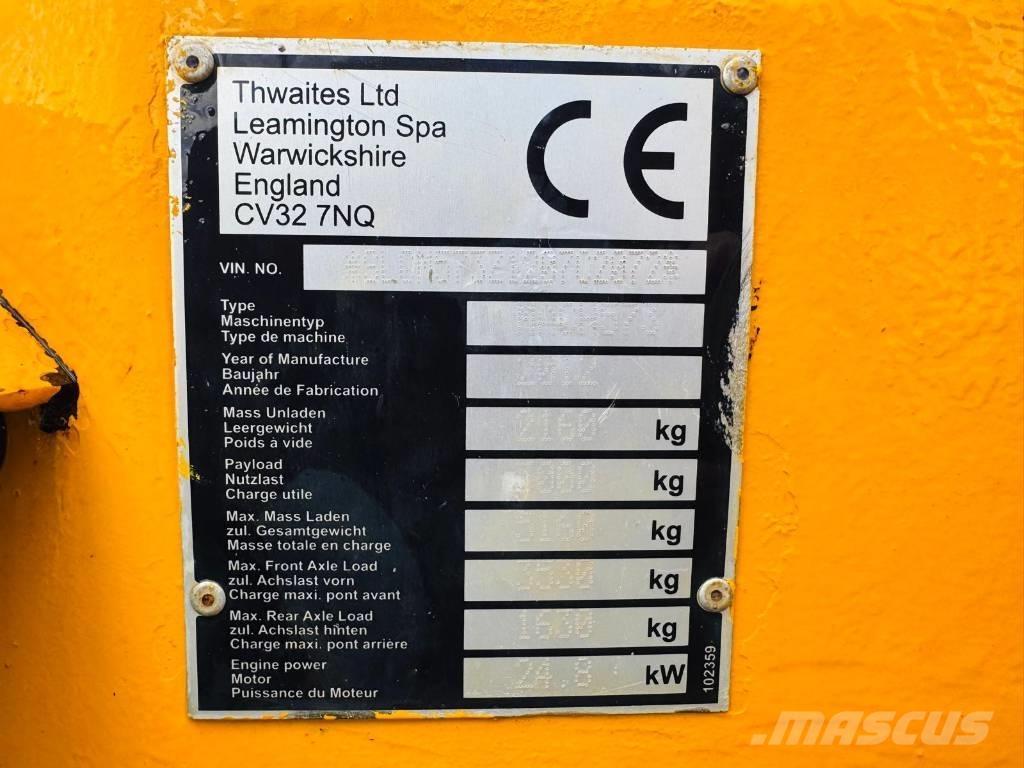 Thwaites Ltd
Leamington Spa
Warwickshire
England
CV32 7NQ
CE
VIN. NO.
Type
Maschinentyp
Type de machine
Year of Manufacture
Baujahr
Année de Fabrication
Mass Unladen
Leergewicht
Poids à vide
2160 kg
Payload
Nutzlast
Charge utile
kg
Max. Mass Laden
zul. Gesamtgewicht
Masse totale en charge
3160 kg
Max. Front Axle Load
zul. Achslast vorn
Charge maxi. pont avant
kg
Max. Rear Axle Load
zul. Achslast hinten
Charge maxi. pont arrière
1630 kg
Engine power
Motor
Puissance du Moteur
24.8 kW
102359
MASCUS